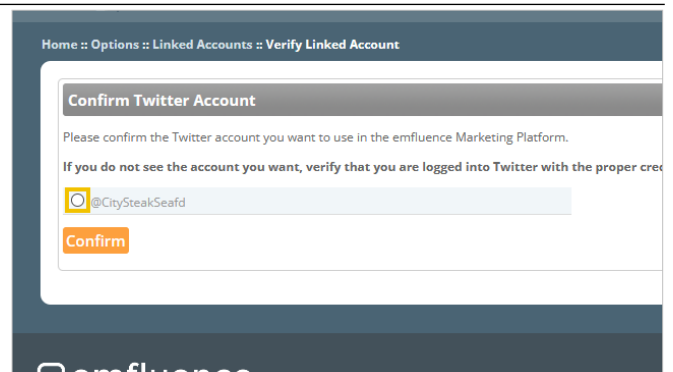 Home :: Options :: Linked Accounts :: Verify Linked Account
Confirm Twitter Account
Please confirm the Twitter account you want to use in the emfluence Marketing Platform.
If you do not see the account you want, verify that you are logged into Twitter with the proper
@CitySteakSeafd
Confirm
emfluence